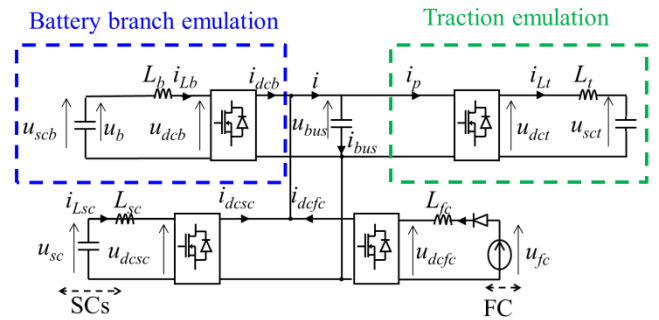 Battery branch emulation
Traction emulation
L_b i_Lb i_dcb i i_p i_Lt L_t
u_scb u_b u_dcb u_bus i_bus u_dct u_sct
i_Lsc L_sc i_dcsc i_dcfc L_fc
u_sc u_dcsc u_dcfc u_fc
SCs FC